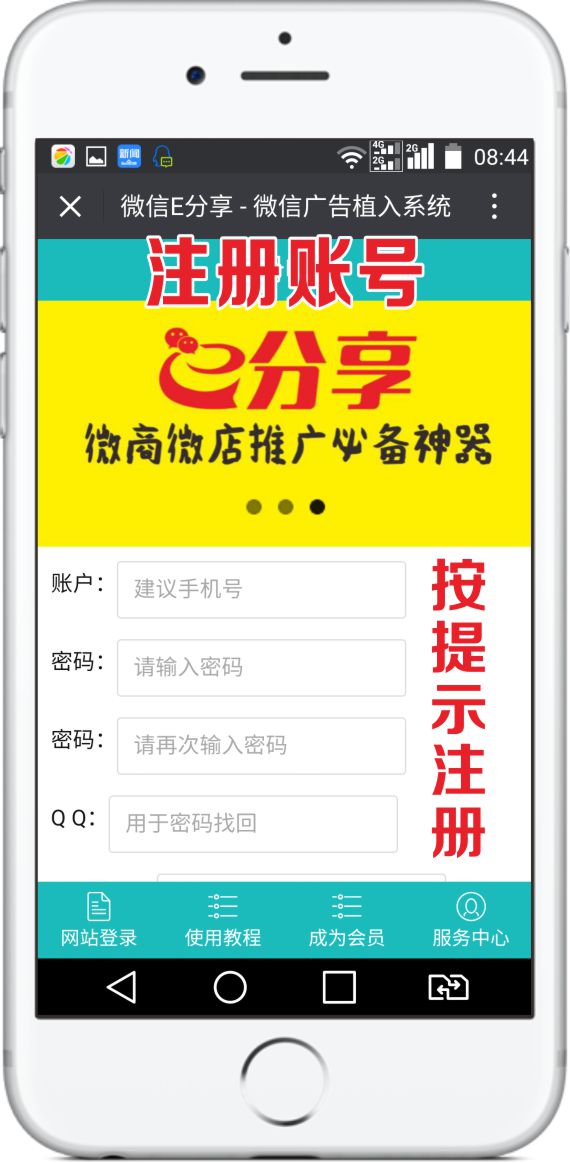 新闻
4G
2G
2G
08:44
微信E分享 - 微信广告植入系统
注册账号
e分享
微商微店推广必备神器
账户：
建议手机号
密码：
请输入密码
密码：
请再次输入密码
Q Q：
用于密码找回
按提示注册
网站登录
使用教程
成为会员
服务中心